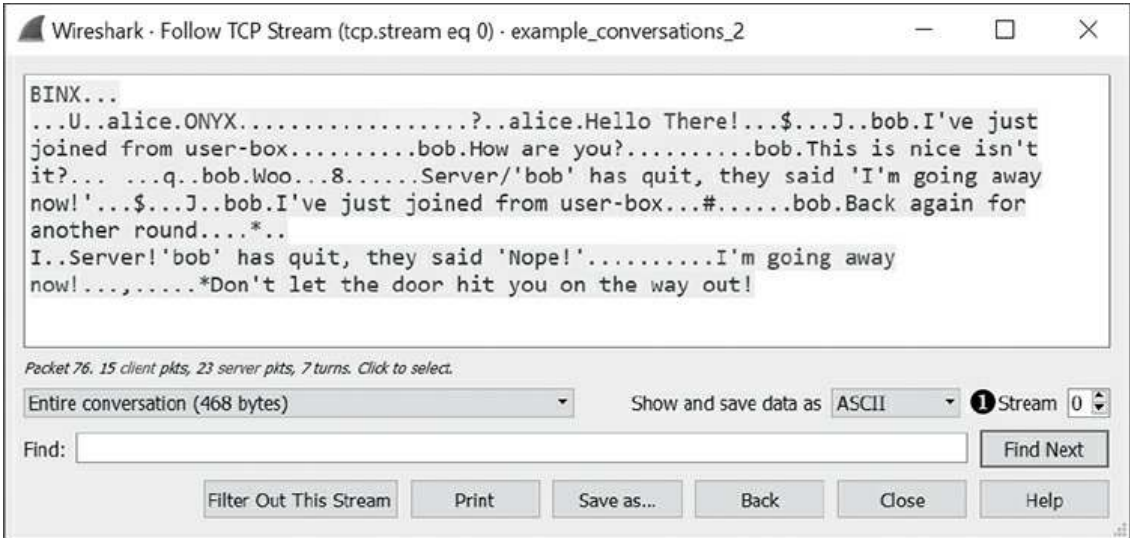 Wireshark · Follow TCP Stream (tcp.stream eq 0) · example_conversations_2
BINX...
...U..alice.ONYX...................?..alice.Hello There!...$...J..bob.I've just
joined from user-box..........bob.How are you?..........bob.This is nice isn't
it?... ...q..bob.Woo...8......Server/'bob' has quit, they said 'I'm going away
now!'...$...J..bob.I've just joined from user-box...#......bob.Back again for
another round....*..
I..Server!'bob' has quit, they said 'Nope!'..........I'm going away
now!...,.....*Don't let the door hit you on the way out!
Packet 76. 15 client pkts, 23 server pkts, 7 turns. Click to select.
Entire conversation (468 bytes) Show and save data as ASCII ❶ Stream 0
Find: Find Next
Filter Out This Stream Print Save as... Back Close Help